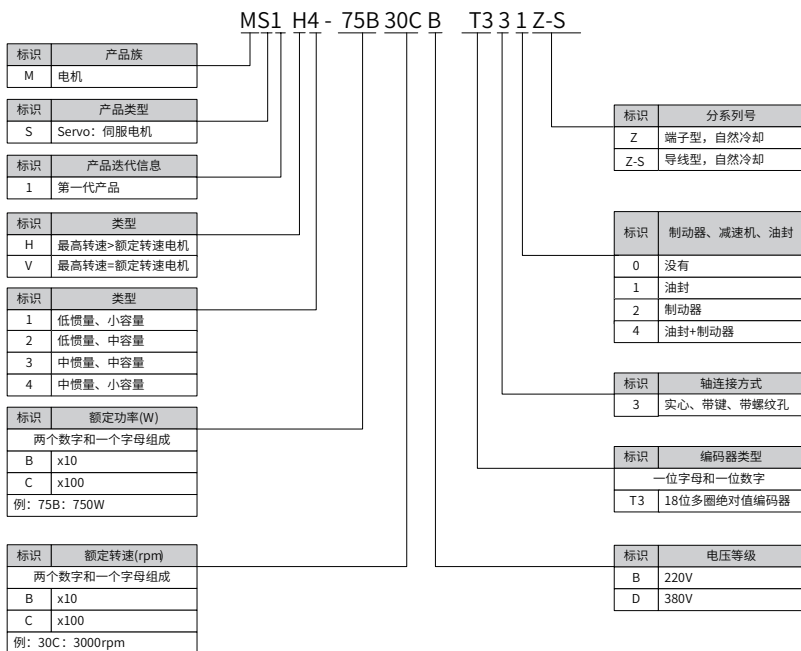 MS1 H4 - 75B 30C B T3 3 1 Z-S
标识 产品族
M 电机
标识 产品类型
S Servo：伺服电机
标识 产品迭代信息
1 第一代产品
标识 类型
H 最高转速>额定转速电机
V 最高转速=额定转速电机
标识 类型
1 低惯量、小容量
2 低惯量、中容量
3 中惯量、中容量
4 中惯量、小容量
标识 额定功率(W)
两个数字和一个字母组成
B x10
C x100
例：75B：750W
标识 额定转速(rpm)
两个数字和一个字母组成
B x10
C x100
例：30C：3000rpm
标识 分系列号
Z 端子型，自然冷却
Z-S 导线型，自然冷却
标识 制动器、减速机、油封
0 没有
1 油封
2 制动器
4 油封+制动器
标识 轴连接方式
3 实心、带键、带螺纹孔
标识 编码器类型
一位字母和一位数字
T3 18位多圈绝对值编码器
标识 电压等级
B 220V
D 380V